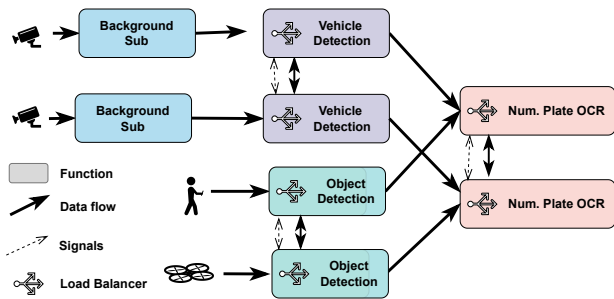 Background
Sub
Vehicle
Detection
Background
Sub
Vehicle
Detection
Num. Plate OCR
Function
Data flow
Signals
Load Balancer
Object
Detection
Num. Plate OCR
Object
Detection